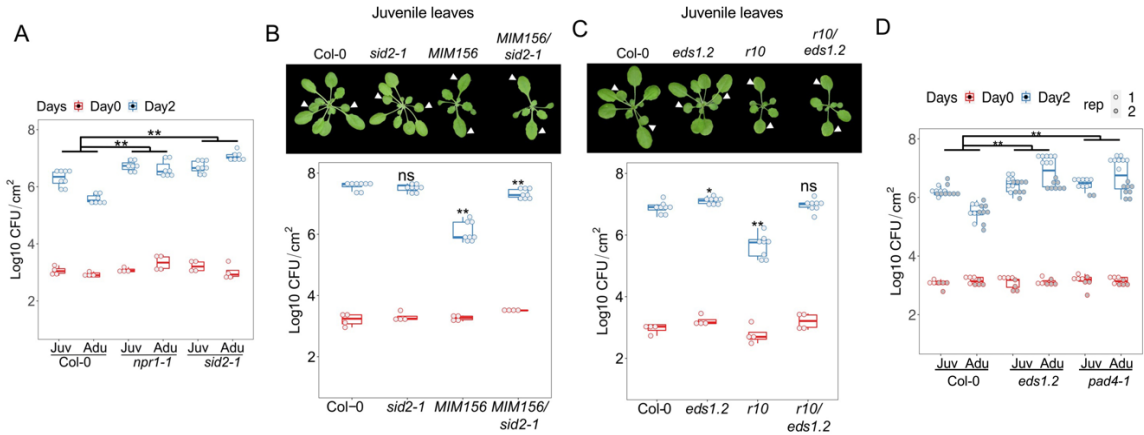 A
Days Day0 Day2
Log10 CFU/cm2
8
6
4
2
**
**
Juv Adu Juv Adu Juv Adu
Col-0 npr1-1 sid2-1
B
Juvenile leaves
Col-0 sid2-1 MIM156 MIM156/
sid2-1
Log10 CFU/cm2
8
6
4
2
ns
**
**
Col-0 sid2-1 MIM156 MIM156/
sid2-1
C
Juvenile leaves
Col-0 eds1.2 r10 r10/
eds1.2
Log10 CFU/cm2
8
6
4
2
*
**
ns
Col-0 eds1.2 r10 r10/
eds1.2
D
Days Day0 Day2 rep 1
2
Log10 CFU/cm2
8
6
4
2
**
**
Juv Adu Juv Adu Juv Adu
Col-0 eds1.2 pad4-1